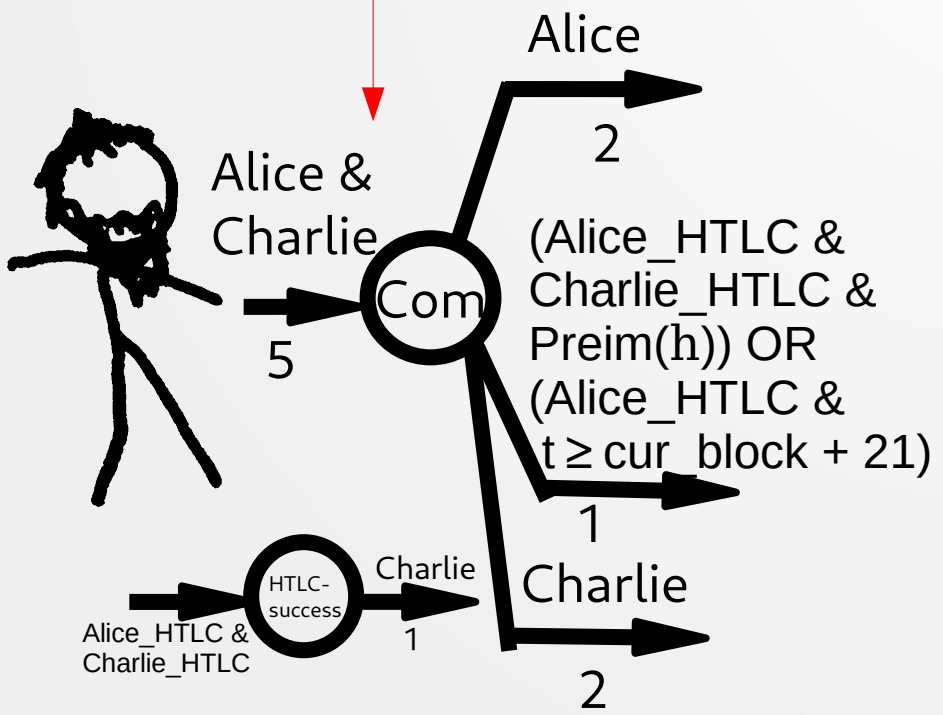 Alice
2
Alice &
Charlie
Com
5
(Alice_HTLC &
Charlie_HTLC &
Preim(h)) OR
(Alice_HTLC &
t ≥ cur_block + 21)
1
Charlie
2
HTLC-
success
Charlie
1
Alice_HTLC &
Charlie_HTLC